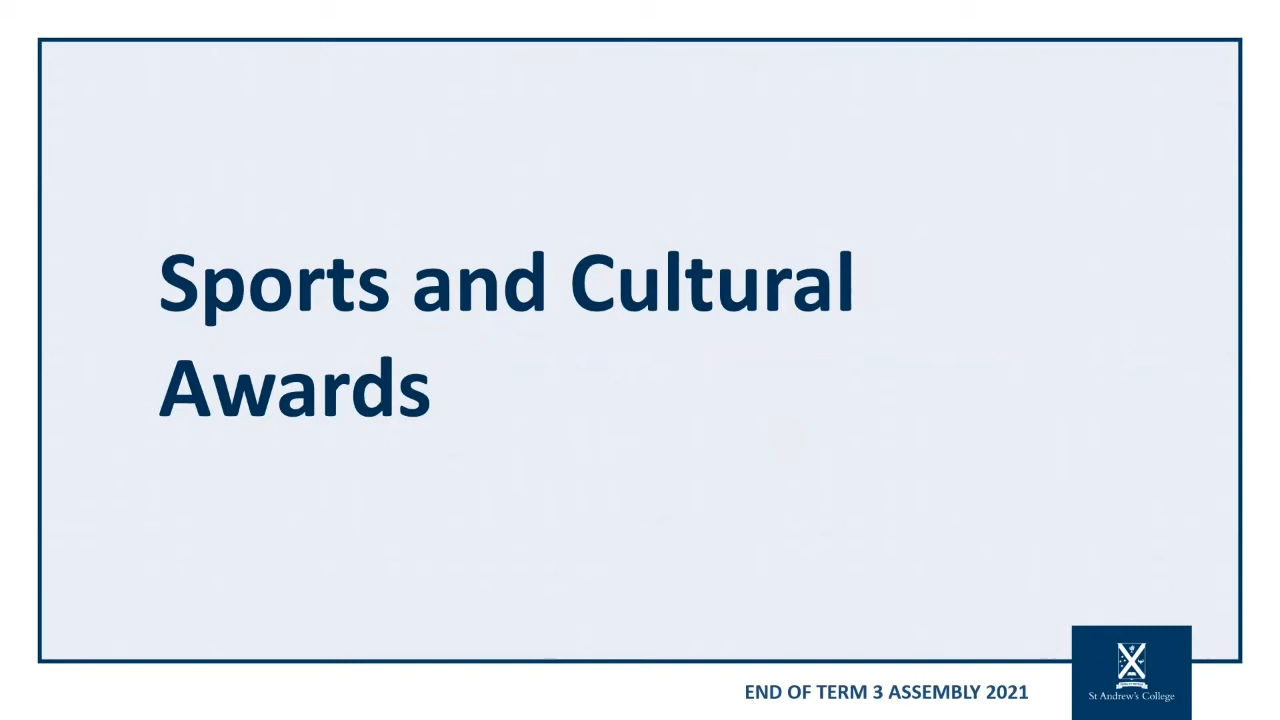 Sports and Cultural
Awards
END OF TERM 3 ASSEMBLY 2021
St Andrew's College